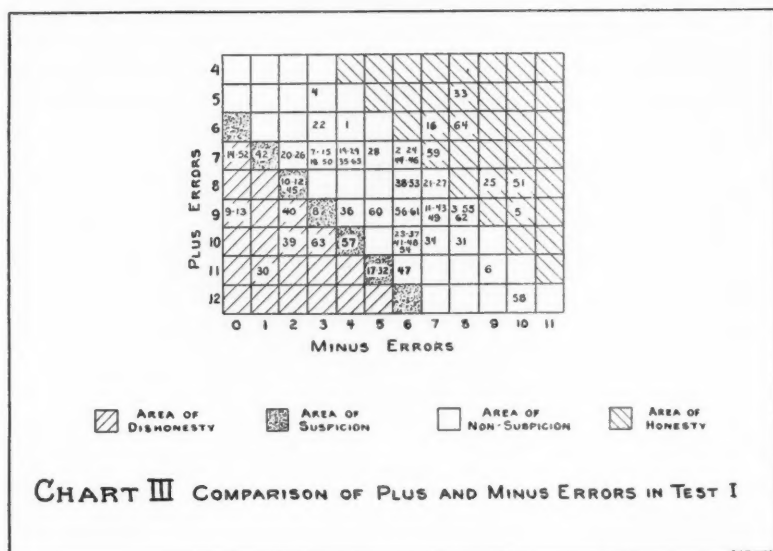 4
5 4 53
6 22 1 16 64
7 14-52 42 20-26 7-15 18-50 19-29 35-65 28 2-24 44-46 59
8 10-12 45 38-53 21-27 25 51
9 9-13 40 8 36 60 56-61 11-43 49 3-55 62 5
10 39 63 57 23-37 41-48 54 34 31
11 30 17-32 47 6
12 58
0 1 2 3 4 5 6 7 8 9 10 11
PLUS ERRORS
MINUS ERRORS
AREA OF DISHONESTY
AREA OF SUSPICION
AREA OF NON-SUSPICION
AREA OF HONESTY
CHART III COMPARISON OF PLUS AND MINUS ERRORS IN TEST I